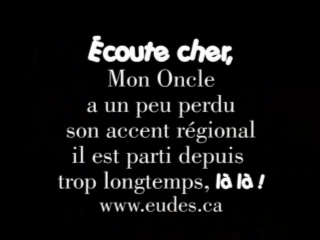 Écoute cher,
Mon Oncle
a un peu perdu
son accent régional
il est parti depuis
trop longtemps, là là !
www.eudes.ca